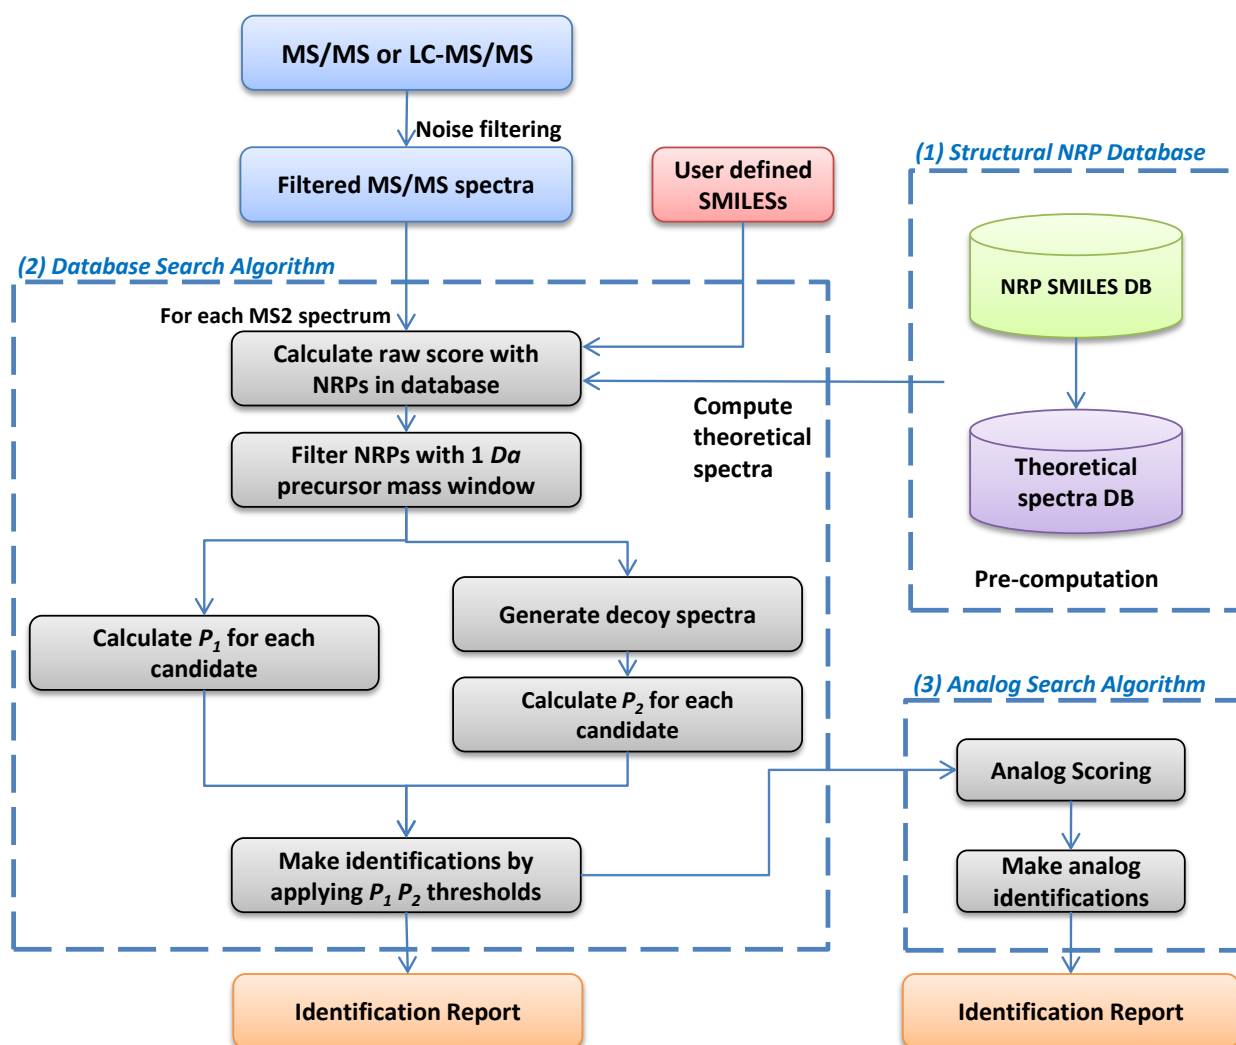 MS/MS or LC-MS/MS
Noise filtering
Filtered MS/MS spectra
User defined
SMILESs
(1) Structural NRP Database
NRP SMILES DB
Theoretical
spectra DB
Pre-computation
(2) Database Search Algorithm
For each MS2 spectrum
Calculate raw score with
NRPs in database
Compute
theoretical
spectra
Filter NRPs with 1 Da
precursor mass window
Calculate P1 for each
candidate
Generate decoy spectra
Calculate P2 for each
candidate
Make identifications by
applying P1 P2 thresholds
Identification Report
(3) Analog Search Algorithm
Analog Scoring
Make analog
identifications
Identification Report